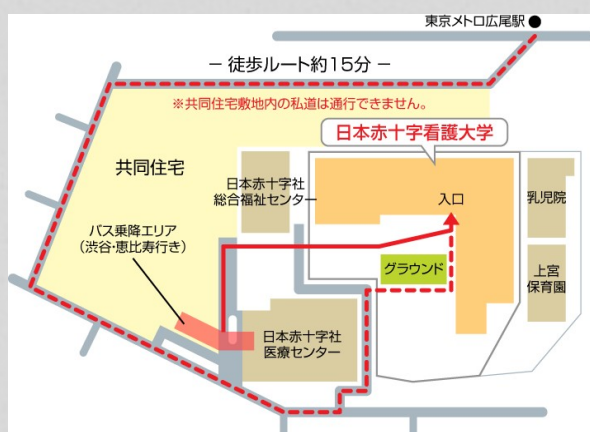 東京メトロ広尾駅
− 徒歩ルート約15分 −
※共同住宅敷地内の私道は通行できません。
日本赤十字看護大学
共同住宅
日本赤十字社
総合福祉センター
入口
乳児院
バス乗降エリア
（渋谷・恵比寿行き）
グラウンド
上宮
保育園
日本赤十字社
医療センター